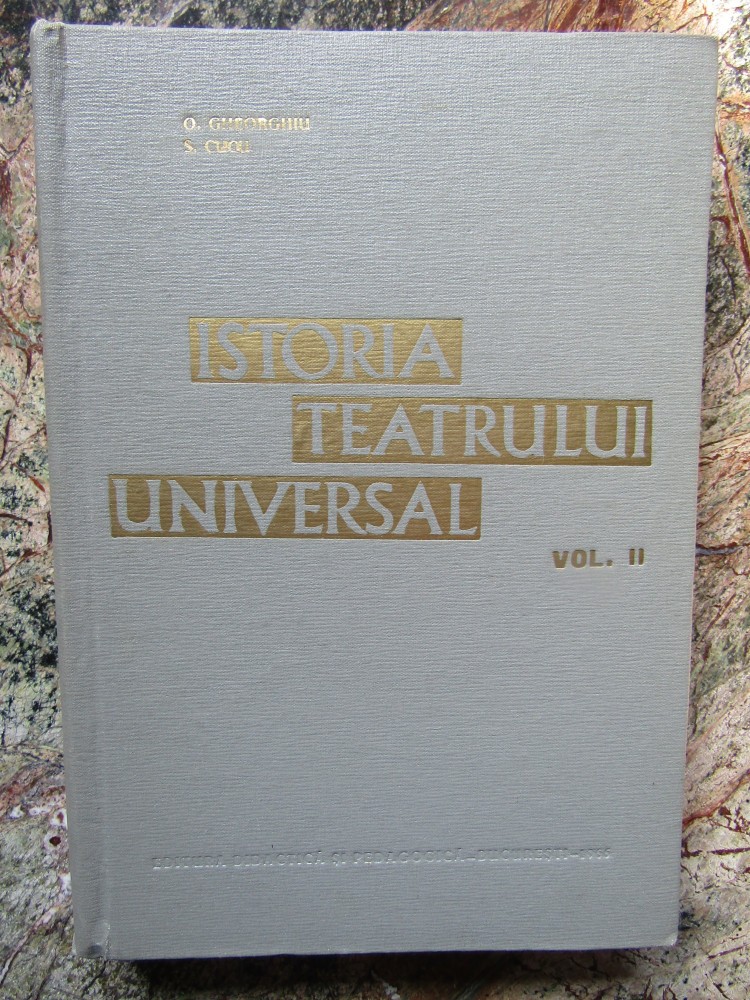 O. GHEORGHIU
S. CUCU
ISTORIA
TEATRULUI
UNIVERSAL
VOL. II
EDITURA DIDACTICĂ ȘI PEDAGOGICĂ-BUCUREȘTI-